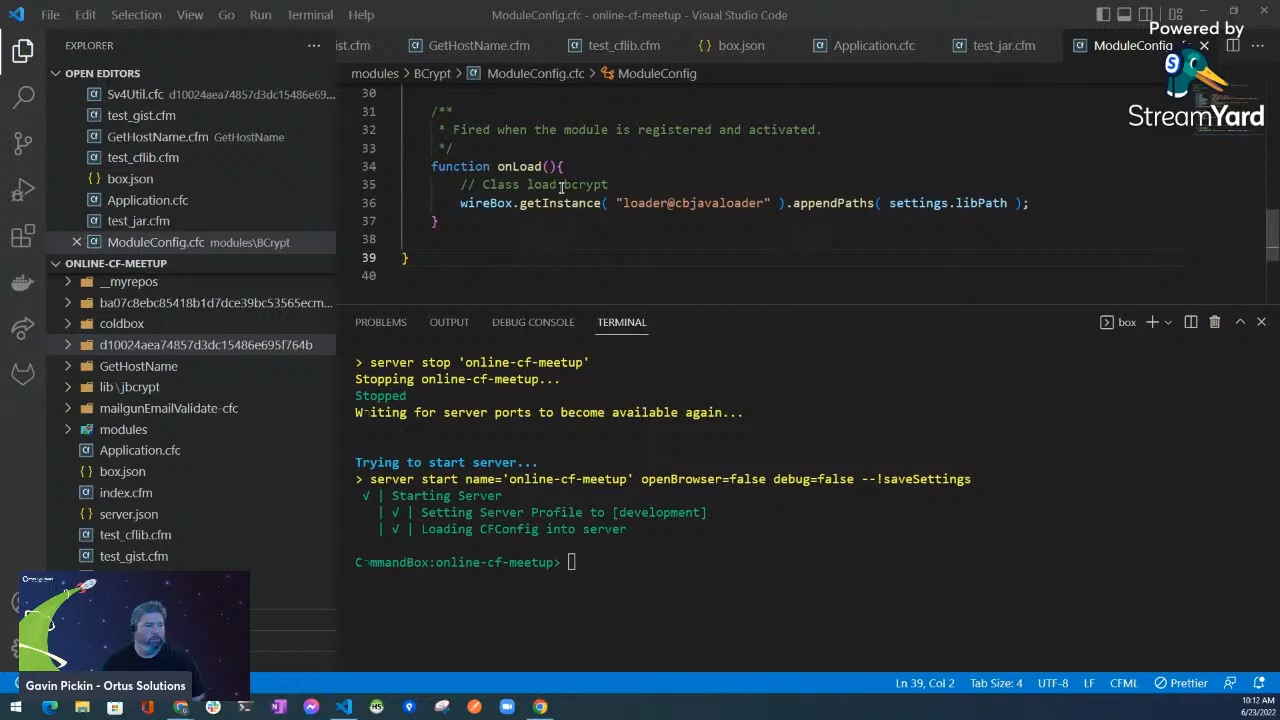 File Edit Selection View Go Run Terminal Help
ModuleConfig.cfc - online-cf-meetup - Visual Studio Code
Powered by
StreamYard
EXPLORER
OPEN EDITORS
Sv4Util.cfc d10024aea74857d3dc15486e69...
test_gist.cfm
GetHostName.cfm GetHostName
test_cflib.cfm
box.json
Application.cfc
test_jar.cfm
ModuleConfig.cfc modules\BCrypt
ONLINE-CF-MEETUP
__myrepos
ba07c8ebc85418b1d7dce39bc53565ecm...
coldbox
d10024aea74857d3dc15486e695f764b
GetHostName
lib\jbcrypt
mailgunEmailValidate-cfc
modules
Application.cfc
box.json
index.cfm
server.json
test_cflib.cfm
test_gist.cfm
ist.cfm GetHostName.cfm test_cflib.cfm box.json Application.cfc test_jar.cfm ModuleConfig
modules > BCrypt > ModuleConfig.cfc > ModuleConfig
30
31 /**
32 * Fired when the module is registered and activated.
33 */
34 function onLoad(){
35 // Class load bcrypt
36 wireBox.getInstance( "loader@cbjavaloader" ).appendPaths( settings.libPath );
37 }
38
39 }
40
PROBLEMS OUTPUT DEBUG CONSOLE TERMINAL
box
> server stop 'online-cf-meetup'
Stopping online-cf-meetup...
Stopped
Writing for server ports to become available again...
Trying to start server...
> server start name='online-cf-meetup' openBrowser=false debug=false --!saveSettings
√ | Starting Server
| √ | Setting Server Profile to [development]
| √ | Loading CFConfig into server
CommandBox:online-cf-meetup>
Gavin Pickin - Ortus Solutions
Ln 39, Col 2 Tab Size: 4 UTF-8 LF CFML Prettier
10:12 AM
6/23/2022